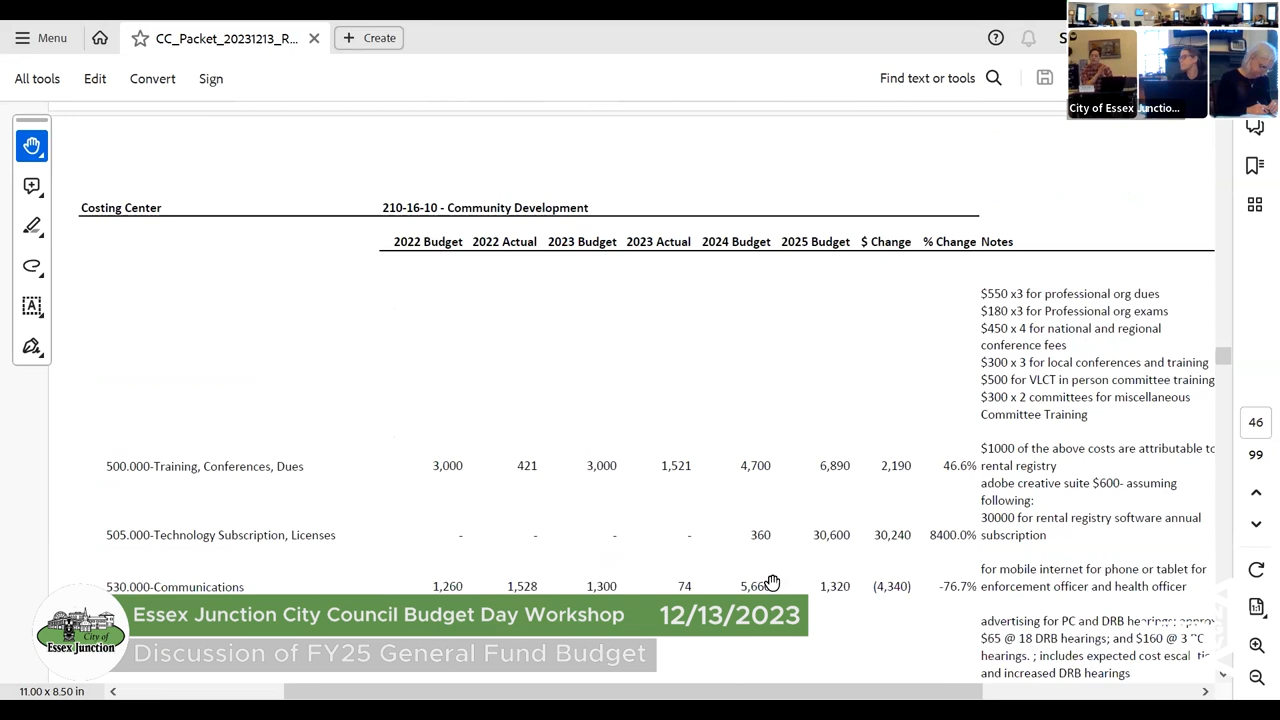 Menu
CC_Packet_20231213_R...
Create
All tools
Edit
Convert
Sign
Find text or tools
City of Essex Junctio...
Costing Center
210-16-10 - Community Development
2022 Budget 2022 Actual 2023 Budget 2023 Actual 2024 Budget 2025 Budget $ Change % Change Notes
$550 x3 for professional org dues
$180 x3 for Professional org exams
$450 x 4 for national and regional
conference fees
$300 x 3 for local conferences and training
$500 for VLCT in person committee training
$300 x 2 committees for miscellaneous
Committee Training
$1000 of the above costs are attributable to
500.000-Training, Conferences, Dues 3,000 421 3,000 1,521 4,700 6,890 2,190 46.6% rental registry
adobe creative suite $600- assuming
following:
30000 for rental registry software annual
505.000-Technology Subscription, Licenses - - - - 360 30,600 30,240 8400.0% subscription
for mobile internet for phone or tablet for
530.000-Communications 1,260 1,528 1,300 74 5,660 1,320 (4,340) -76.7% enforcement officer and health officer
advertising for PC and DRB hearings;
$65 @ 18 DRB hearings; and $160 @ 3 PC
hearings. ; includes expected cost
and increased DRB hearings
46
99
City of
Essex Junction
Essex Junction City Council Budget Day Workshop 12/13/2023
Discussion of FY25 General Fund Budget
11.00 x 8.50 in